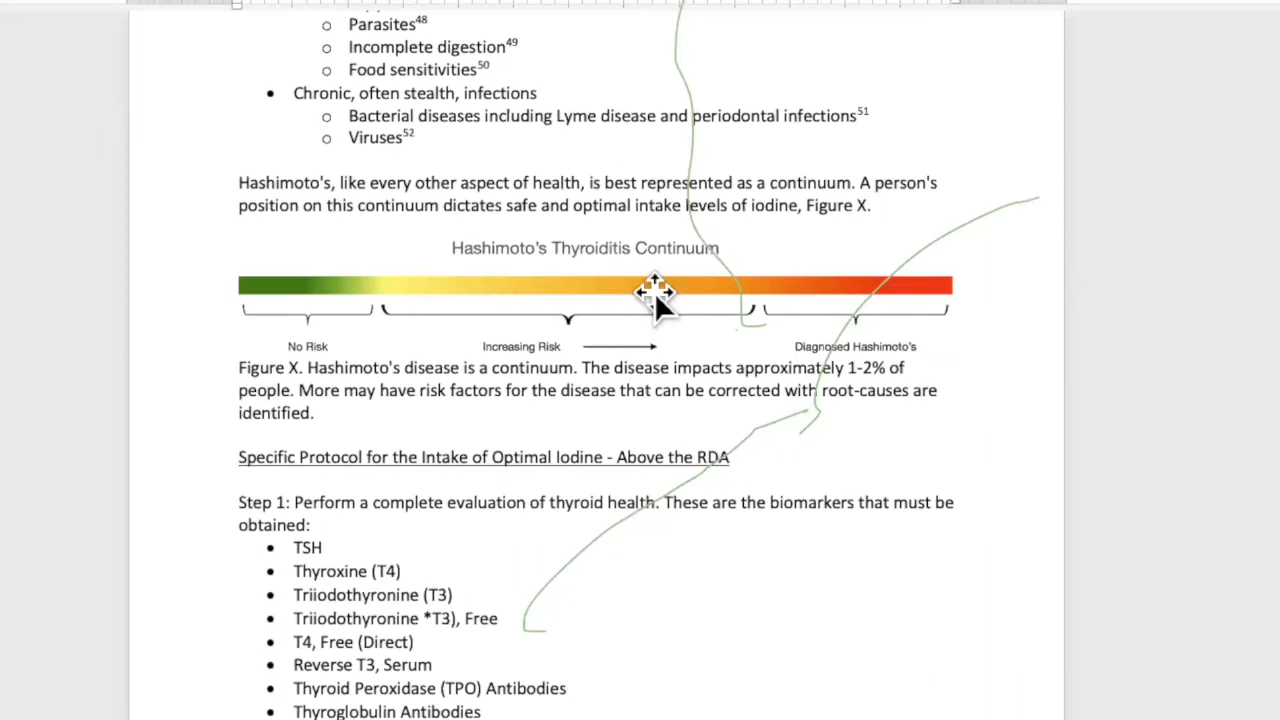 o Parasites48
o Incomplete digestion49
o Food sensitivities50
• Chronic, often stealth, infections
o Bacterial diseases including Lyme disease and periodontal infections51
o Viruses52
Hashimoto's, like every other aspect of health, is best represented as a continuum. A person's
position on this continuum dictates safe and optimal intake levels of iodine, Figure X.
Hashimoto's Thyroiditis Continuum
No Risk Increasing Risk Diagnosed Hashimoto's
Figure X. Hashimoto's disease is a continuum. The disease impacts approximately 1-2% of
people. More may have risk factors for the disease that can be corrected with root-causes are
identified.
Specific Protocol for the Intake of Optimal Iodine - Above the RDA
Step 1: Perform a complete evaluation of thyroid health. These are the biomarkers that must be
obtained:
• TSH
• Thyroxine (T4)
• Triiodothyronine (T3)
• Triiodothyronine *T3), Free
• T4, Free (Direct)
• Reverse T3, Serum
• Thyroid Peroxidase (TPO) Antibodies
• Thyroglobulin Antibodies